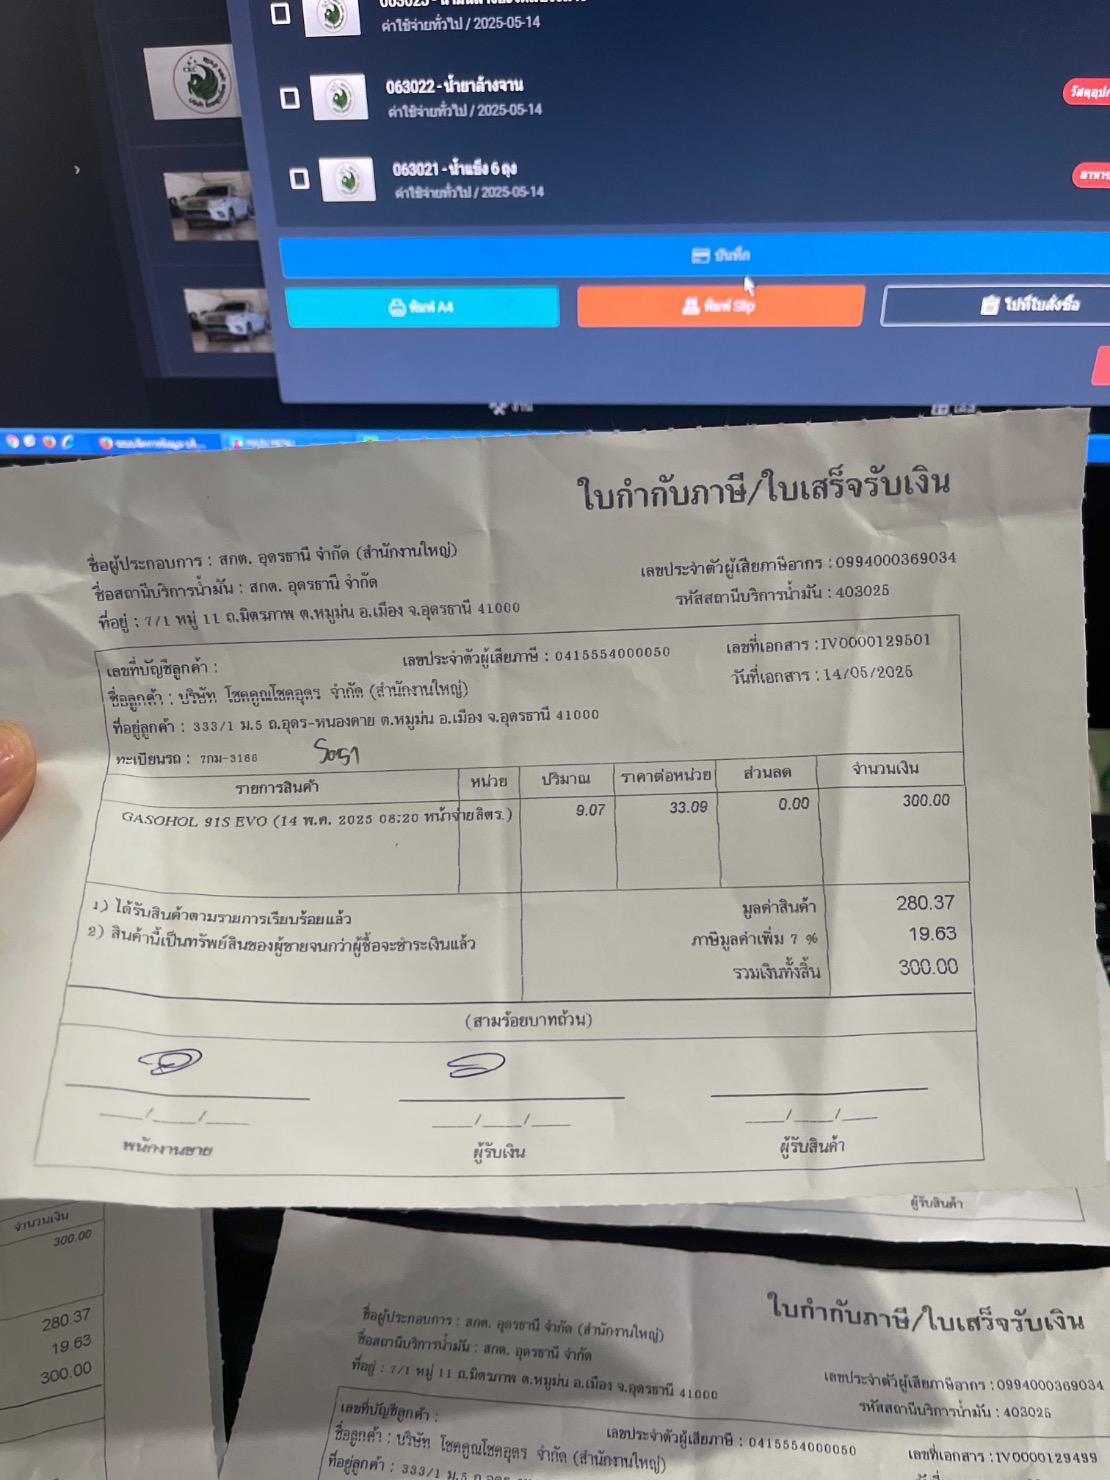 ค่าใช้จ่ายทั่วไป / 2025-05-14
063022 - น้ำยาล้างจาน
ค่าใช้จ่ายทั่วไป / 2025-05-14
063021 - น้ำแข็ง 6 ถุง
ค่าใช้จ่ายทั่วไป / 2025-05-14
บันทึก
พิมพ์ A4
พิมพ์ Slip
ไปที่ใบสั่งซื้อ
ใบกำกับภาษี/ใบเสร็จรับเงิน
ชื่อผู้ประกอบการ : สกต. อุดรธานี จำกัด (สำนักงานใหญ่)
เลขประจำตัวผู้เสียภาษีอากร : 0994000369034
ชื่อสถานีบริการน้ำมัน : สกต. อุดรธานี จำกัด
รหัสสถานีบริการน้ำมัน : 403025
ที่อยู่ : 7/1 หมู่ 11 ถ.มิตรภาพ ต.หมูม่น อ.เมือง จ.อุดรธานี 41000
เลขที่บัญชีลูกค้า :
เลขประจำตัวผู้เสียภาษี : 0415554000050
เลขที่เอกสาร : IV0000129501
ชื่อลูกค้า : บริษัท โชคคูณโชคอุดร จำกัด (สำนักงานใหญ่)
วันที่เอกสาร : 14/05/2025
ที่อยู่ลูกค้า : 333/1 ม.5 ถ.อุดร-หนองคาย ต.หมูม่น อ.เมือง จ.อุดรธานี 41000
ทะเบียนรถ : 7กม-3166
รายการสินค้า หน่วย ปริมาณ ราคาต่อหน่วย ส่วนลด จำนวนเงิน
GASOHOL 91S EVO (14 พ.ค. 2025 08:20 หน้าจ่ายลิตร.) 9.07 33.09 0.00 300.00
1) ได้รับสินค้าตามรายการเรียบร้อยแล้ว
มูลค่าสินค้า 280.37
2) สินค้านี้เป็นทรัพย์สินของผู้ขายจนกว่าผู้ซื้อจะชำระเงินแล้ว
ภาษีมูลค่าเพิ่ม 7 % 19.63
รวมเงินทั้งสิ้น 300.00
(สามร้อยบาทถ้วน)
___/___/___ ___/___/___ ___/___/___
พนักงานขาย ผู้รับเงิน ผู้รับสินค้า
ผู้รับสินค้า
จำนวนเงิน
300.00
280.37
19.63
300.00
ใบกำกับภาษี/ใบเสร็จรับเงิน
ชื่อผู้ประกอบการ : สกต. อุดรธานี จำกัด (สำนักงานใหญ่)
ชื่อสถานีบริการน้ำมัน : สกต. อุดรธานี จำกัด
เลขประจำตัวผู้เสียภาษีอากร : 0994000369034
ที่อยู่ : 7/1 หมู่ 11 ถ.มิตรภาพ ต.หมูม่น อ.เมือง จ.อุดรธานี 41000
รหัสสถานีบริการน้ำมัน : 403025
เลขที่บัญชีลูกค้า :
เลขประจำตัวผู้เสียภาษี : 0415554000050
ชื่อลูกค้า : บริษัท โชคคูณโชคอุดร จำกัด (สำนักงานใหญ่)
เลขที่เอกสาร : IV0000129499
ที่อยู่ลูกค้า : 333/1 ม.5